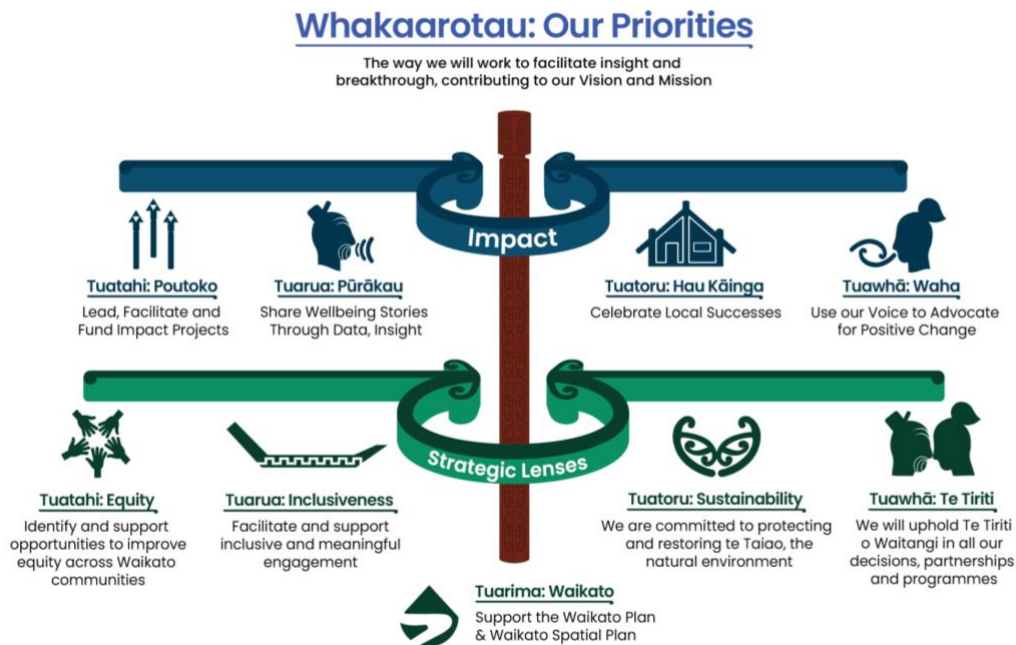 Whakaarotau: Our Priorities
The way we will work to facilitate insight and
breakthrough, contributing to our Vision and Mission
Impact
Tuatahi: Poutoko
Lead, Facilitate and
Fund Impact Projects
Tuarua: Pūrākau
Share Wellbeing Stories
Through Data, Insight
Tuatoru: Hau Kāinga
Celebrate Local Successes
Tuawhā: Waha
Use our Voice to Advocate
for Positive Change
Strategic Lenses
Tuatahi: Equity
Identify and support
opportunities to improve
equity across Waikato
communities
Tuarua: Inclusiveness
Facilitate and support
inclusive and meaningful
engagement
Tuatoru: Sustainability
We are committed to protecting
and restoring te Taiao, the
natural environment
Tuawhā: Te Tiriti
We will uphold Te Tiriti
o Waitangi in all our
decisions, partnerships
and programmes
Tuarima: Waikato
Support the Waikato Plan
& Waikato Spatial Plan